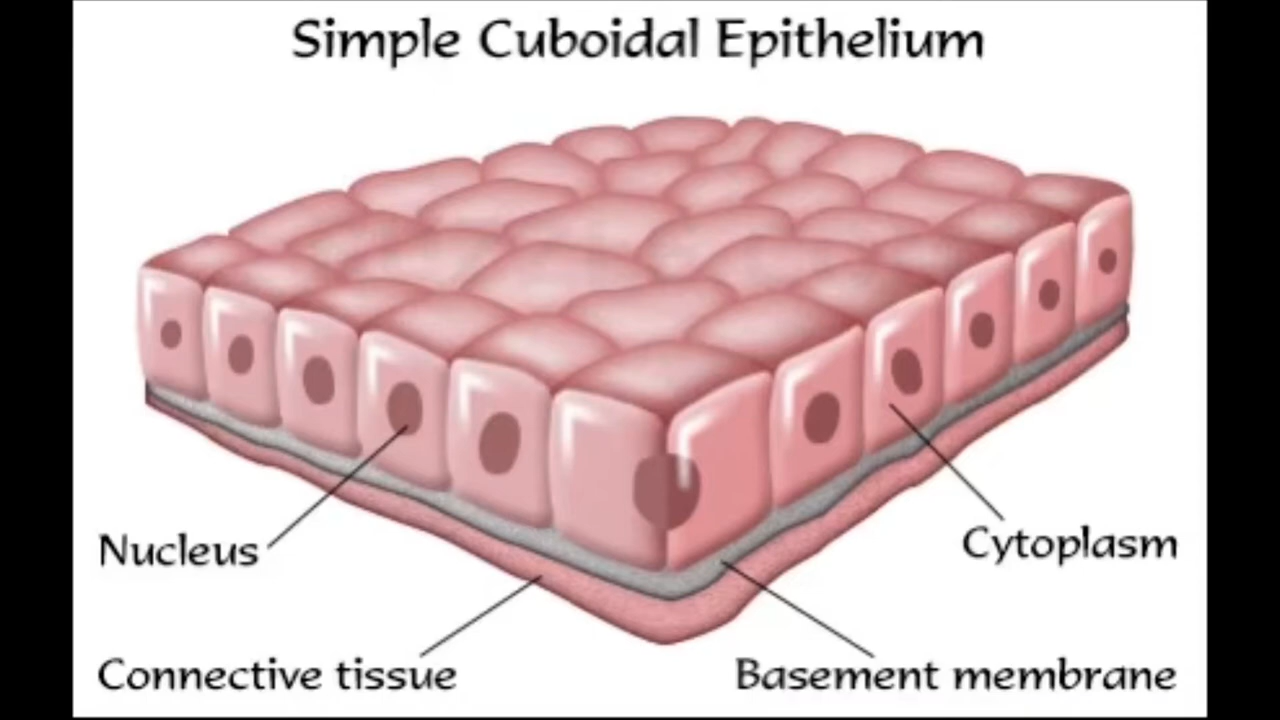 Simple Cuboidal Epithelium
Nucleus
Cytoplasm
Connective tissue
Basement membrane